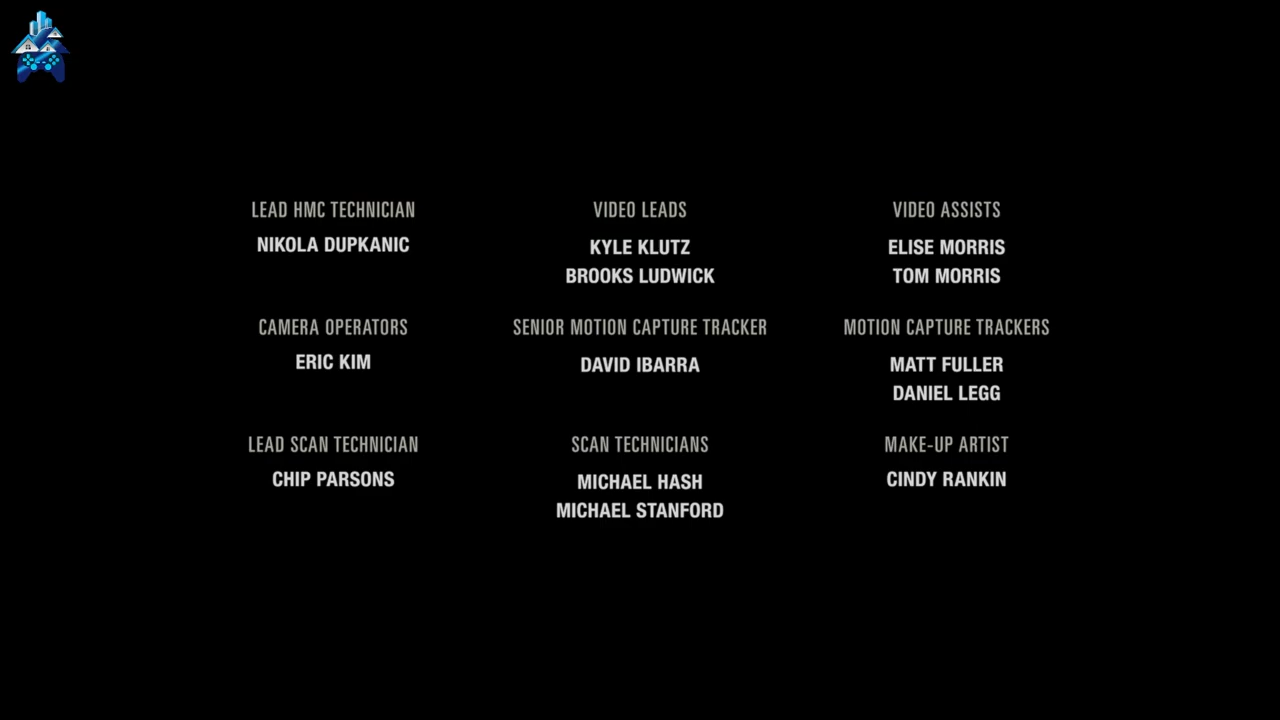 LEAD HMC TECHNICIAN
NIKOLA DUPKANIC
VIDEO LEADS
KYLE KLUTZ
BROOKS LUDWICK
VIDEO ASSISTS
ELISE MORRIS
TOM MORRIS
CAMERA OPERATORS
ERIC KIM
SENIOR MOTION CAPTURE TRACKER
DAVID IBARRA
MOTION CAPTURE TRACKERS
MATT FULLER
DANIEL LEGG
LEAD SCAN TECHNICIAN
CHIP PARSONS
SCAN TECHNICIANS
MICHAEL HASH
MICHAEL STANFORD
MAKE-UP ARTIST
CINDY RANKIN